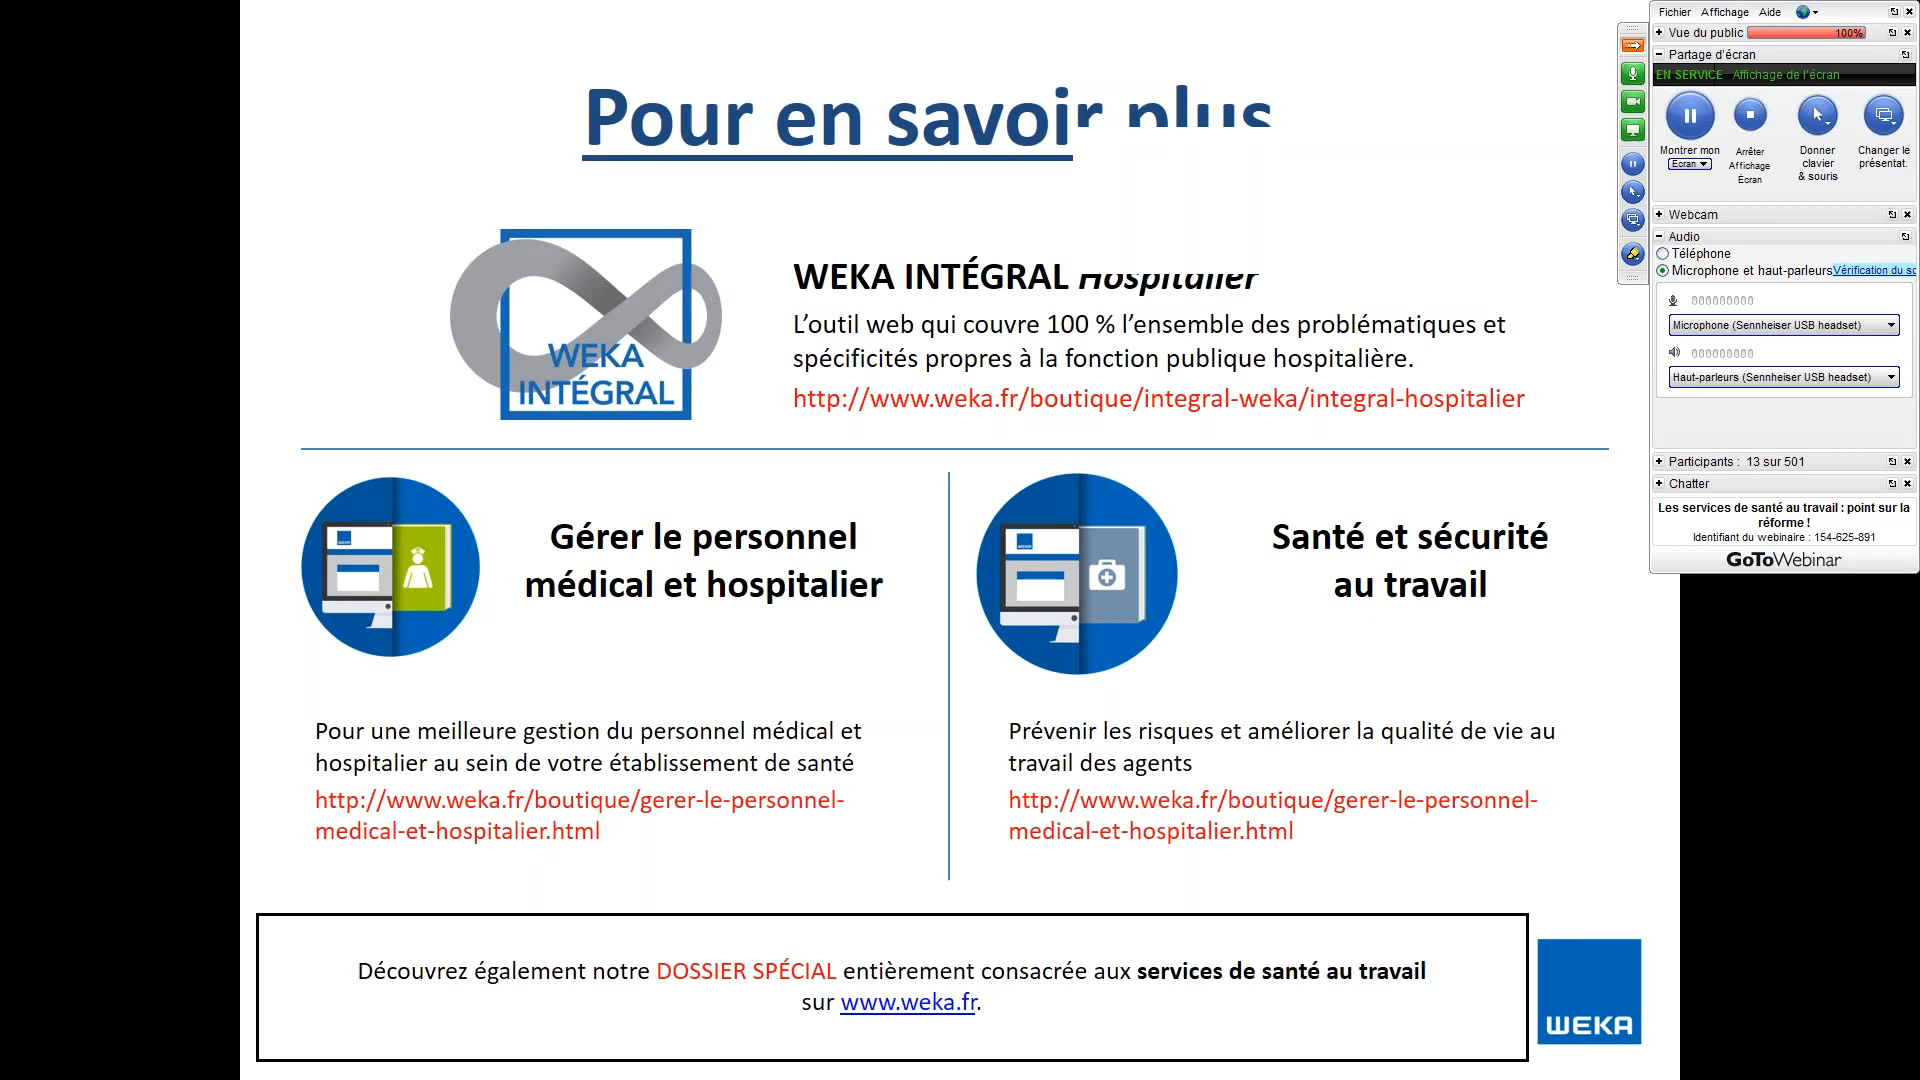 Pour en savoir plus
WEKA
INTÉGRAL
WEKA INTÉGRAL Hospitalier
L’outil web qui couvre 100 % l’ensemble des problématiques et
spécificités propres à la fonction publique hospitalière.
http://www.weka.fr/boutique/integral-weka/integral-hospitalier
Gérer le personnel
médical et hospitalier
Pour une meilleure gestion du personnel médical et
hospitalier au sein de votre établissement de santé
http://www.weka.fr/boutique/gerer-le-personnel-
medical-et-hospitalier.html
Santé et sécurité
au travail
Prévenir les risques et améliorer la qualité de vie au
travail des agents
http://www.weka.fr/boutique/gerer-le-personnel-
medical-et-hospitalier.html
Découvrez également notre DOSSIER SPÉCIAL entièrement consacrée aux services de santé au travail
sur www.weka.fr.
WEKA
Fichier Affichage Aide
Vue du public 100%
Partage d'écran
EN SERVICE Affichage de l'écran
Montrer mon
Ecran
Arrêter
Affichage
Écran
Donner
clavier
& souris
Changer le
présentat.
Webcam
Audio
Téléphone
Microphone et haut-parleurs Vérification du
Microphone (Sennheiser USB headset)
Haut-parleurs (Sennheiser USB headset)
Participants : 13 sur 501
Chatter
Les services de santé au travail : point sur la
réforme !
Identifiant du webinaire : 154-625-891
GoToWebinar